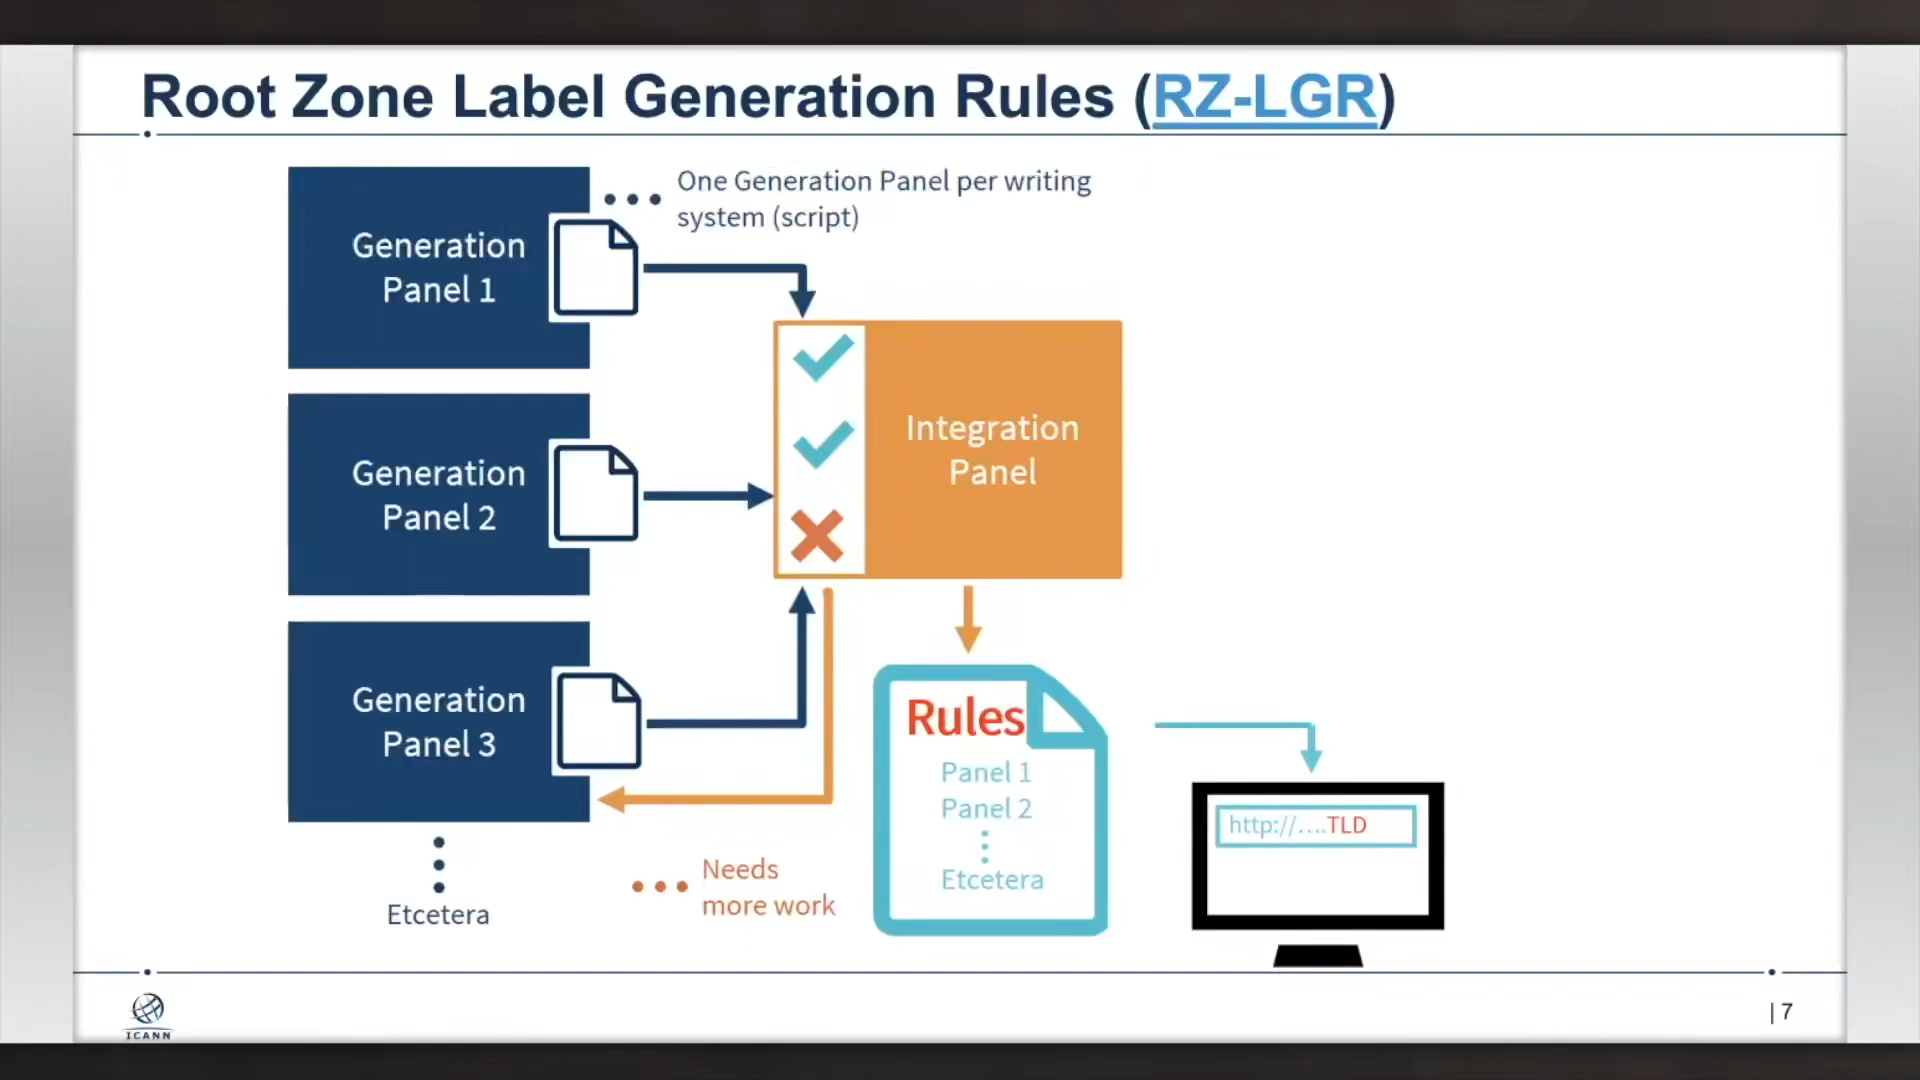 Root Zone Label Generation Rules (RZ-LGR)
One Generation Panel per writing
system (script)
Generation
Panel 1
Generation
Panel 2
Integration
Panel
Generation
Panel 3
Rules
Panel 1
Panel 2
Etcetera
http://....TLD
Needs
more work
Etcetera
ICANN
| 7